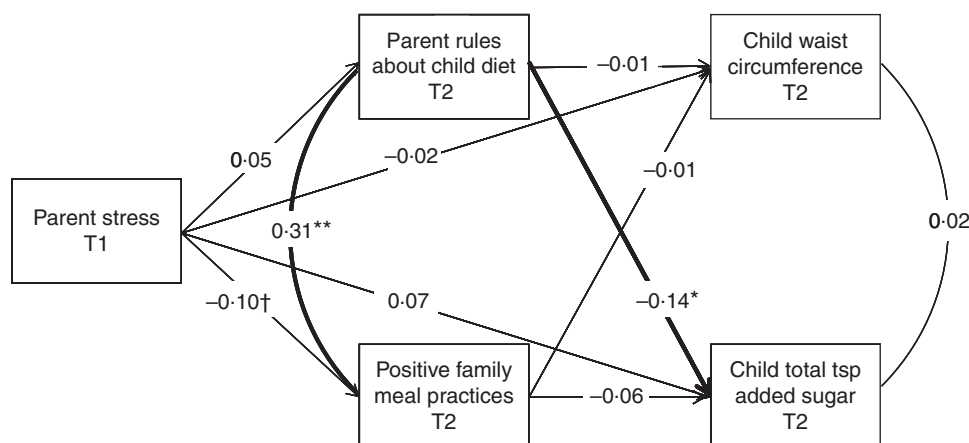 Parent rules
about child diet
T2
Child waist
circumference
T2
−0·01
0·05
−0·02
−0·01
Parent stress
T1
0·31**
0·02
−0·10†
0·07
−0·14*
Positive family
meal practices
T2
−0·06
Child total tsp
added sugar
T2